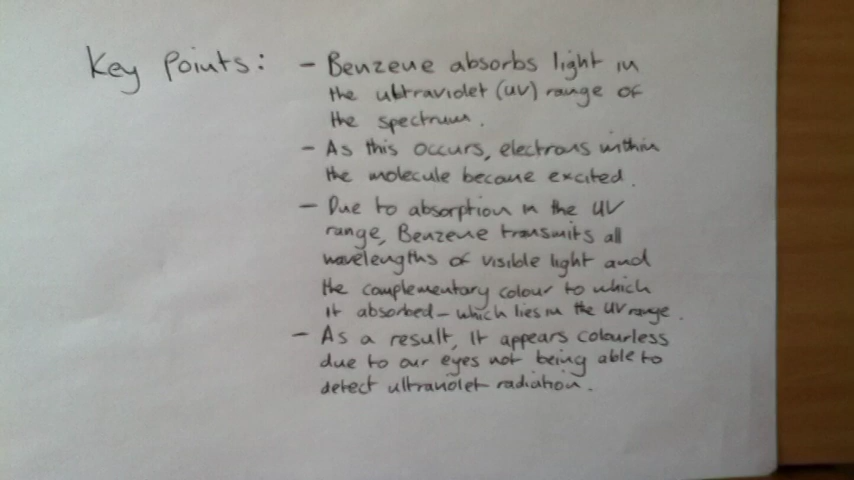 Key Points: - Benzene absorbs light in
the ultraviolet (UV) range of
the spectrum.
- As this occurs, electrons within
the molecule become excited.
- Due to absorption in the UV
range, Benzene transmits all
wavelengths of visible light and
the complementary colour to which
it absorbed - which lies in the UV range.
- As a result, it appears colourless
due to our eyes not being able to
detect ultraviolet radiation.